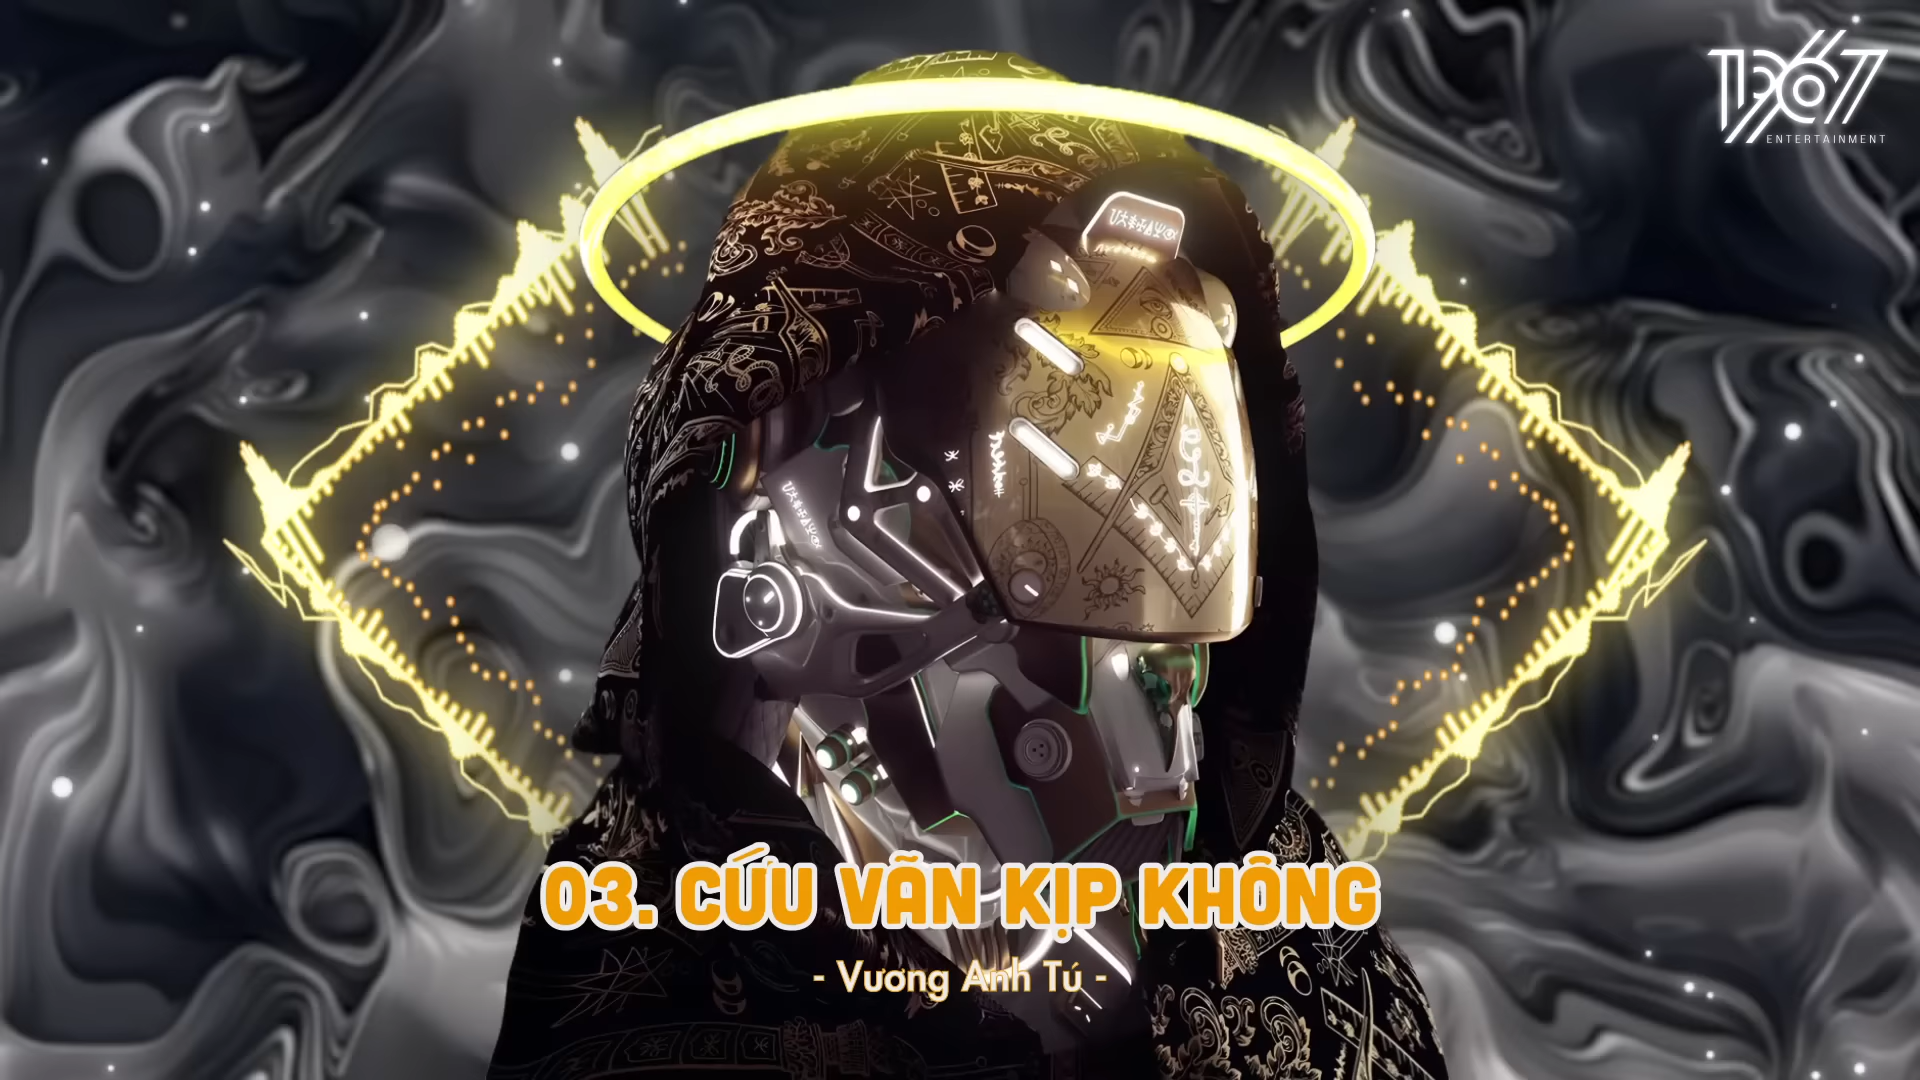 1967
ENTERTAINMENT
03. CỨU VÃN KỊP KHÔNG
- Vương Anh Tú -